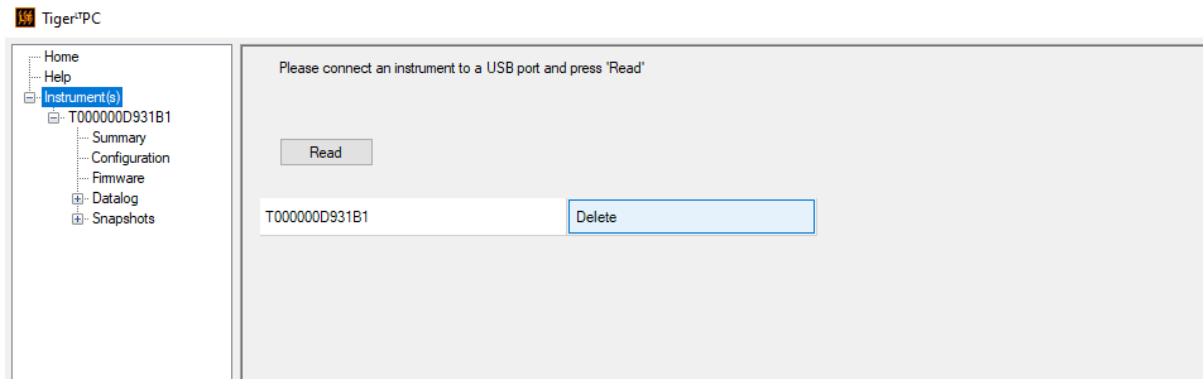 TigerᴸᵀPC
Home
Help
Instrument(s)
T000000D931B1
Summary
Configuration
Firmware
Datalog
Snapshots
Please connect an instrument to a USB port and press 'Read'
Read
T000000D931B1 Delete